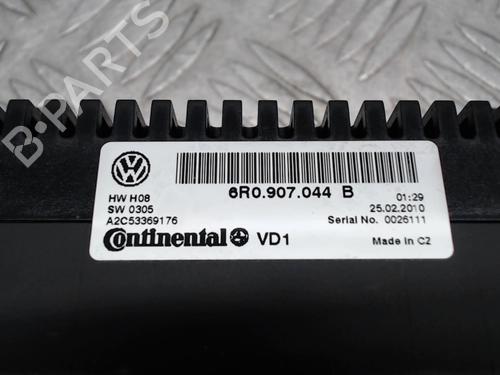 B-PARTS
6R0.907.044 B
HW H08
SW 0305
A2C53369176
01:29
25.02.2010
Serial No. 0026111
Continental VD1
Made in CZ